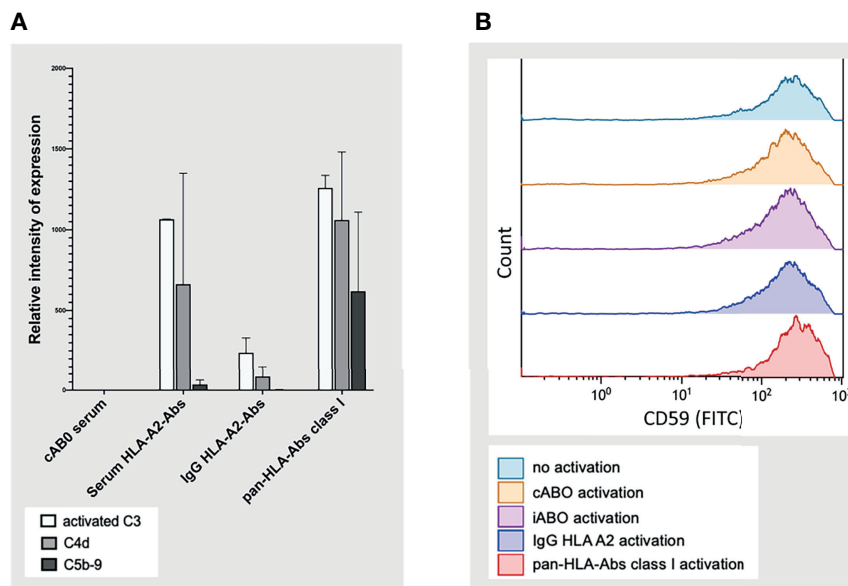 A
Relative intensity of expression
2000
1500
1000
500
0
cAB0 serum
Serum HLA-A2-Abs
IgG HLA-A2-Abs
pan-HLA-Abs class I
activated C3
C4d
C5b-9
B
Count
10⁰
10¹
10²
CD59 (FITC)
no activation
cABO activation
iABO activation
IgG HLA A2 activation
pan-HLA-Abs class I activation